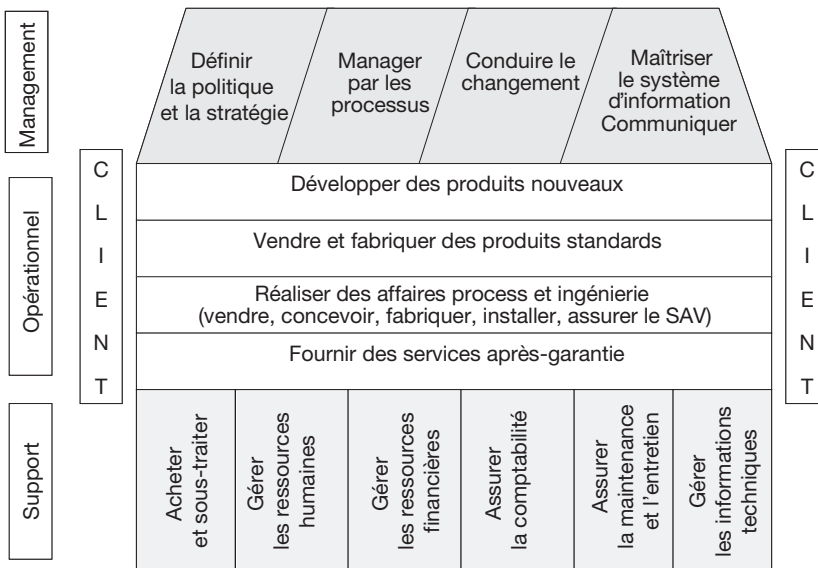 Management
Définir
la politique
et la stratégie
Manager
par les
processus
Conduire le
changement
Maîtriser
le système
d'information
Communiquer
C
L
I
E
N
T
Opérationnel
Développer des produits nouveaux
Vendre et fabriquer des produits standards
Réaliser des affaires process et ingénierie
(vendre, concevoir, fabriquer, installer, assurer le SAV)
Fournir des services après-garantie
C
L
I
E
N
T
Support
Acheter
et sous-traiter
Gérer
les ressources
humaines
Gérer
les ressources
financières
Assurer
la comptabilité
Assurer
la maintenance
et l'entretien
Gérer
les informations
techniques